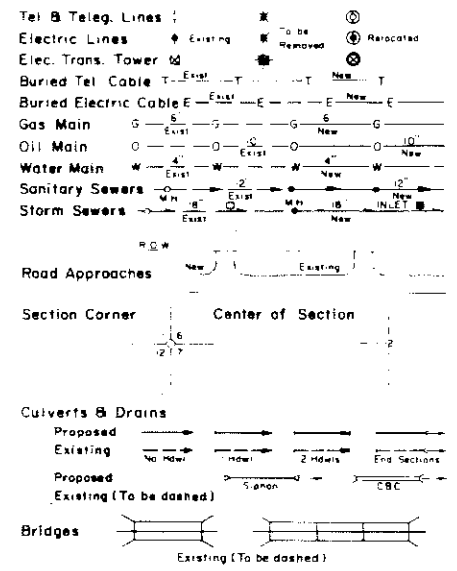 Tel & Teleg. Lines
Electric Lines Existing To be Removed Relocated
Elec. Trans. Tower
Buried Tel Cable T Exist T T New T
Buried Electric Cable E Exist E E E New E
Gas Main G 6" Exist G G 6" New G
Oil Main O O 10" Exist O O 10" New
Water Main W 4" Exist W W 4" New W
Sanitary Sewers M.H 12" Exist M.H 12" New
Storm Sewers 18" Exist 18" New INLET
R.O.W
Road Approaches New Existing
Section Corner Center of Section
6
12 7 2
Culverts & Drains
Proposed
Existing No Hdwl 1 Hdwl 2 Hdwls End Sections
Proposed Siphon CBC
Existing (To be dashed)
Bridges
Existing (To be dashed)